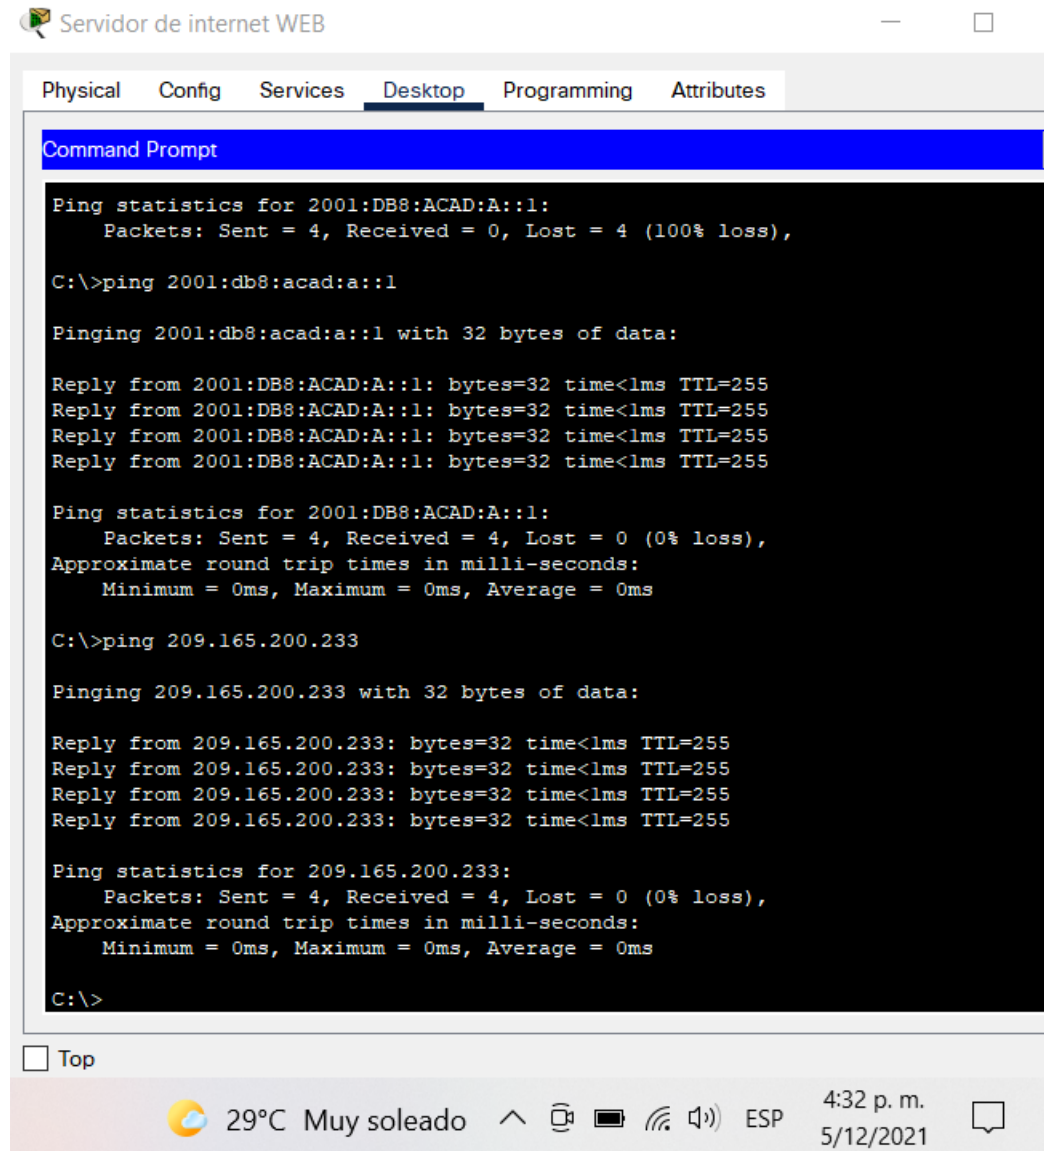 Servidor de internet WEB
Physical Config Services Desktop Programming Attributes
Command Prompt
Ping statistics for 2001:DB8:ACAD:A::1:
Packets: Sent = 4, Received = 0, Lost = 4 (100% loss),
C:\>ping 2001:db8:acad:a::1
Pinging 2001:db8:acad:a::1 with 32 bytes of data:
Reply from 2001:DB8:ACAD:A::1: bytes=32 time<1ms TTL=255
Reply from 2001:DB8:ACAD:A::1: bytes=32 time<1ms TTL=255
Reply from 2001:DB8:ACAD:A::1: bytes=32 time<1ms TTL=255
Reply from 2001:DB8:ACAD:A::1: bytes=32 time<1ms TTL=255
Ping statistics for 2001:DB8:ACAD:A::1:
Packets: Sent = 4, Received = 4, Lost = 0 (0% loss),
Approximate round trip times in milli-seconds:
Minimum = 0ms, Maximum = 0ms, Average = 0ms
C:\>ping 209.165.200.233
Pinging 209.165.200.233 with 32 bytes of data:
Reply from 209.165.200.233: bytes=32 time<1ms TTL=255
Reply from 209.165.200.233: bytes=32 time<1ms TTL=255
Reply from 209.165.200.233: bytes=32 time<1ms TTL=255
Reply from 209.165.200.233: bytes=32 time<1ms TTL=255
Ping statistics for 209.165.200.233:
Packets: Sent = 4, Received = 4, Lost = 0 (0% loss),
Approximate round trip times in milli-seconds:
Minimum = 0ms, Maximum = 0ms, Average = 0ms
C:\>
Top
29°C Muy soleado ESP 4:32 p. m.
5/12/2021